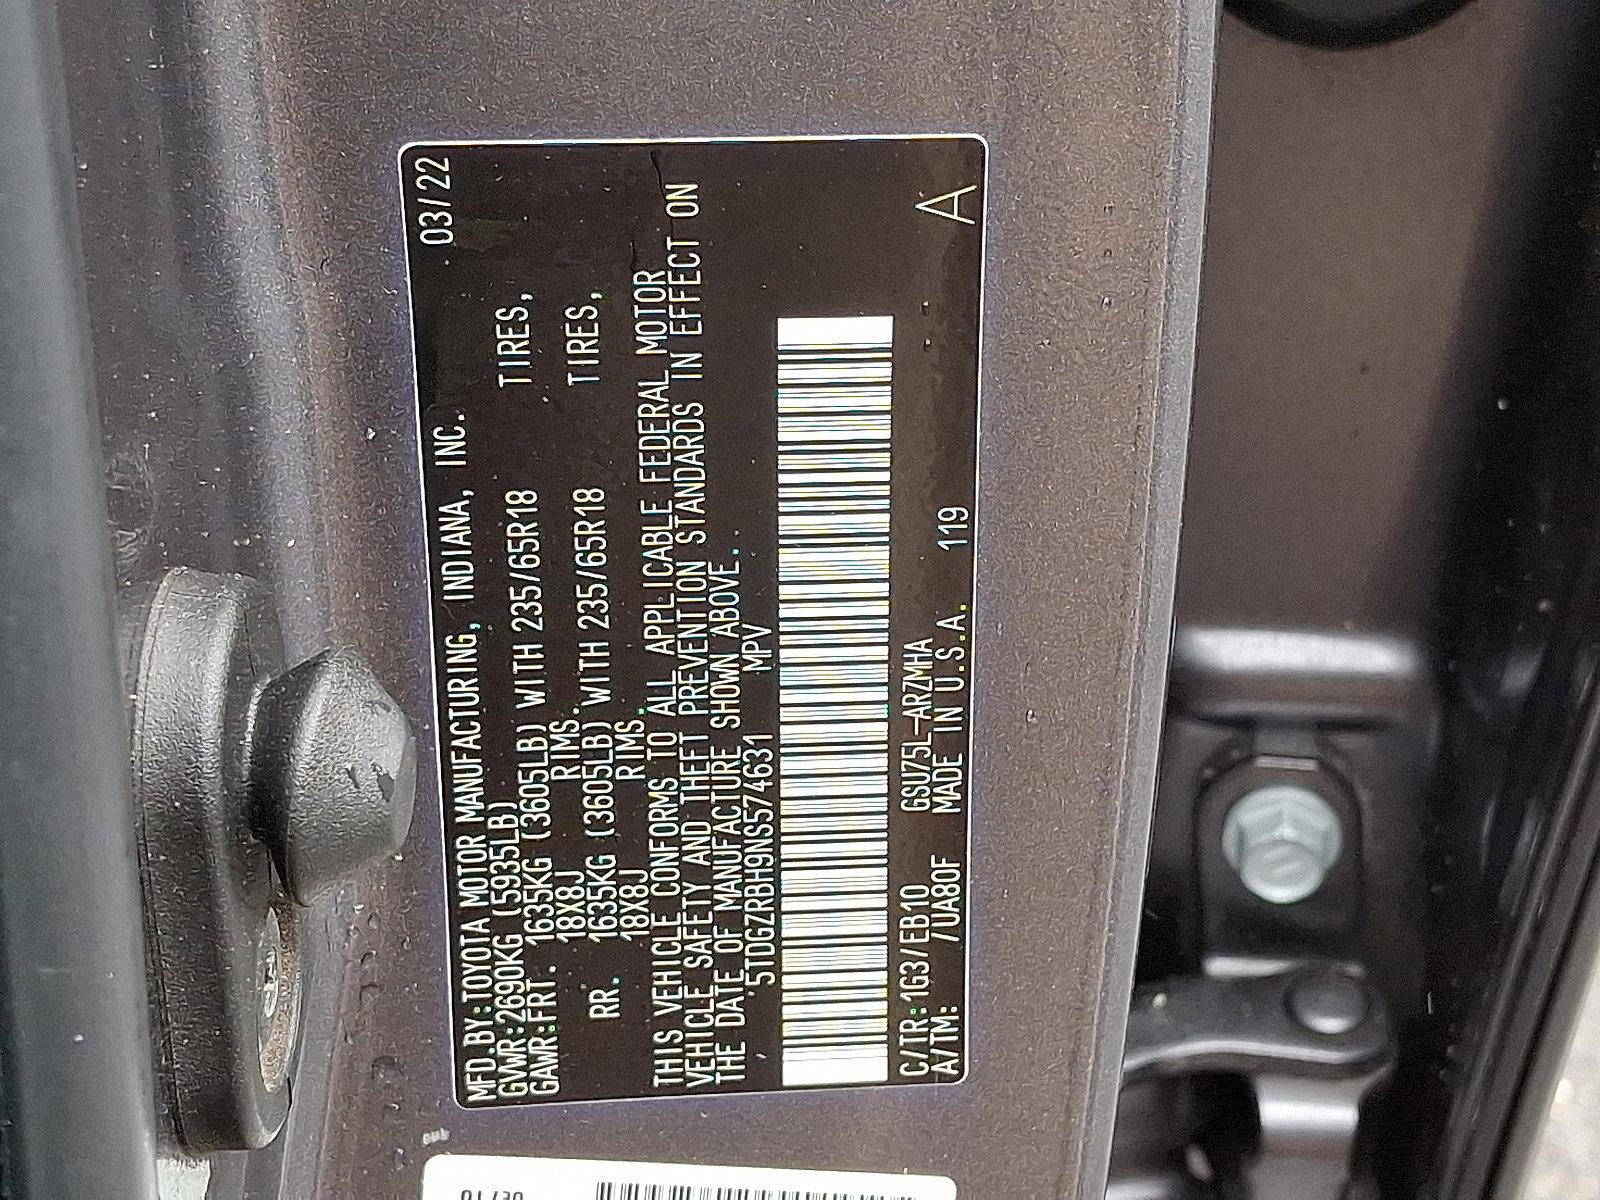 MFD.BY:TOYOTA MOTOR MANUFACTURING, INDIANA, INC. 03/22
GVWR:2690KG (5935LB)
GAWR:FRT. 1635KG (3605LB) WITH 235/65R18 TIRES,
18X8J RIMS.
RR. 1635KG (3605LB) WITH 235/65R18 TIRES,
18X8J RIMS.
THIS VEHICLE CONFORMS TO ALL APPLICABLE FEDERAL MOTOR
VEHICLE SAFETY AND THEFT PREVENTION STANDARDS IN EFFECT ON
THE DATE OF MANUFACTURE SHOWN ABOVE.
5TDGZRBH9NS574631 MPV
C/TR:1G3/EB10 GSU75L-ARZMHA
A/TM: /UA80F MADE IN U.S.A. 119 A